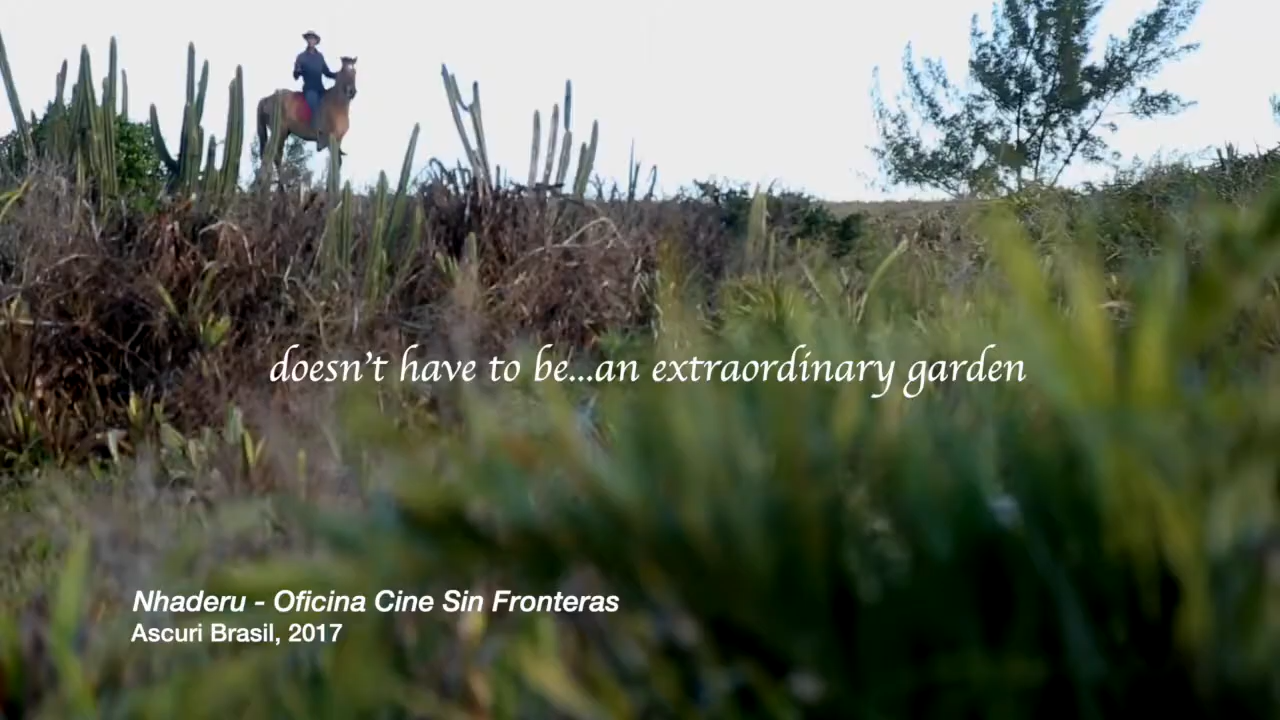 doesn't have to be...an extraordinary garden
Nhaderu - Oficina Cine Sin Fronteras
Ascuri Brasil, 2017